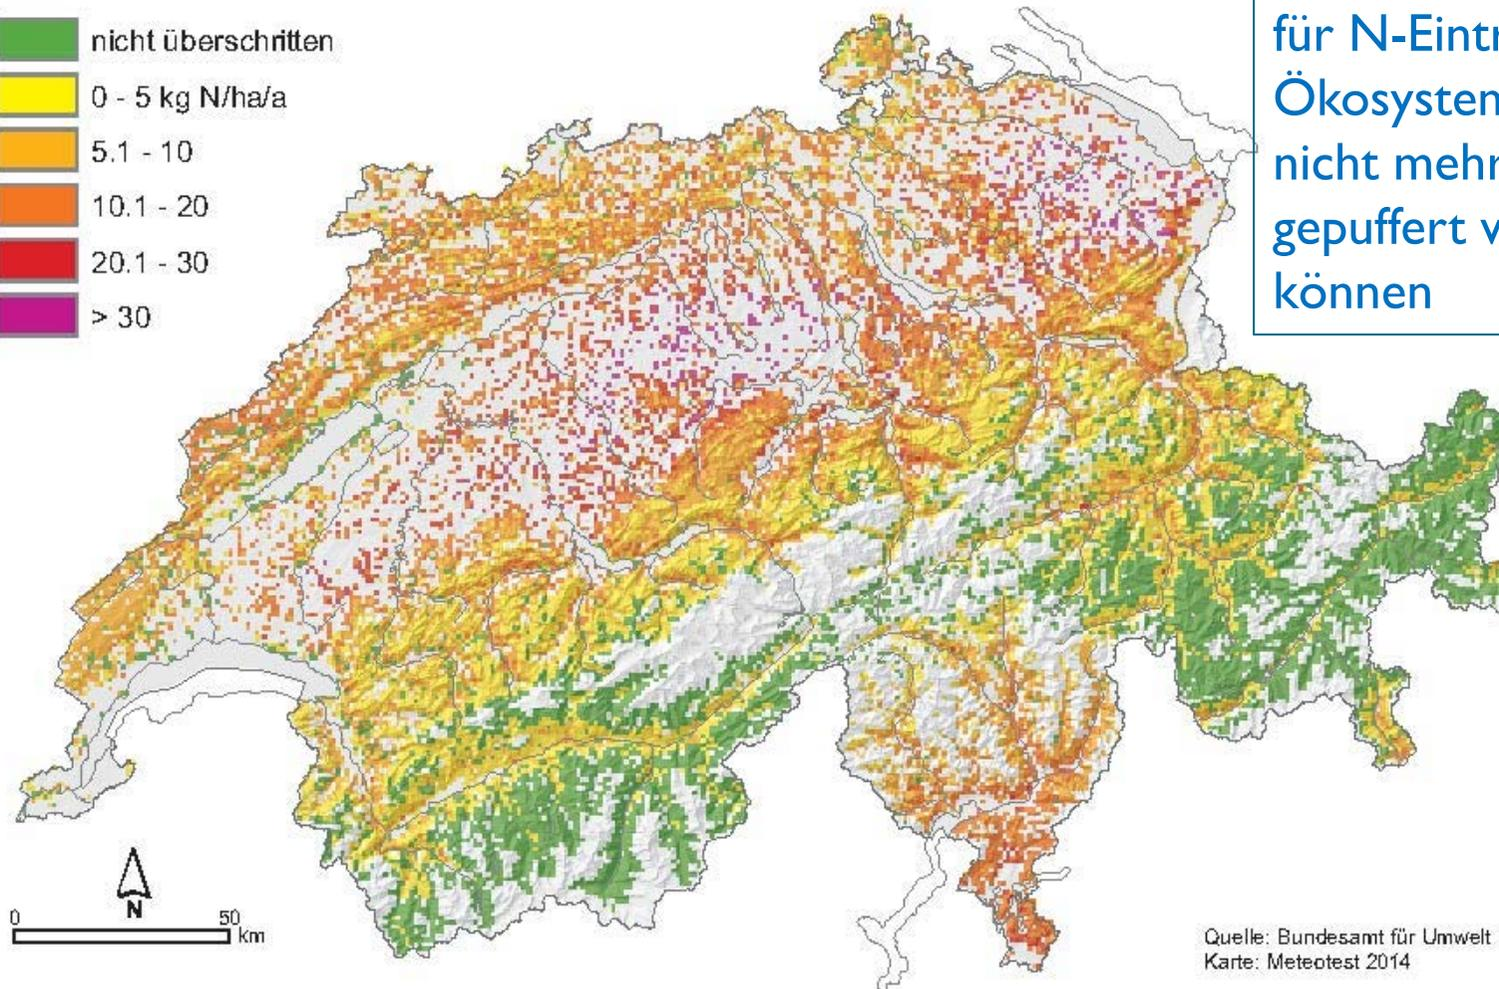 nicht überschritten
0 - 5 kg N/ha/a
5.1 - 10
10.1 - 20
20.1 - 30
> 30
für N-Eintr
Ökosystem
nicht mehr
gepuffert
können
N
0 50
km
Quelle: Bundesamt für Umwelt
Karte: Meteotest 2014